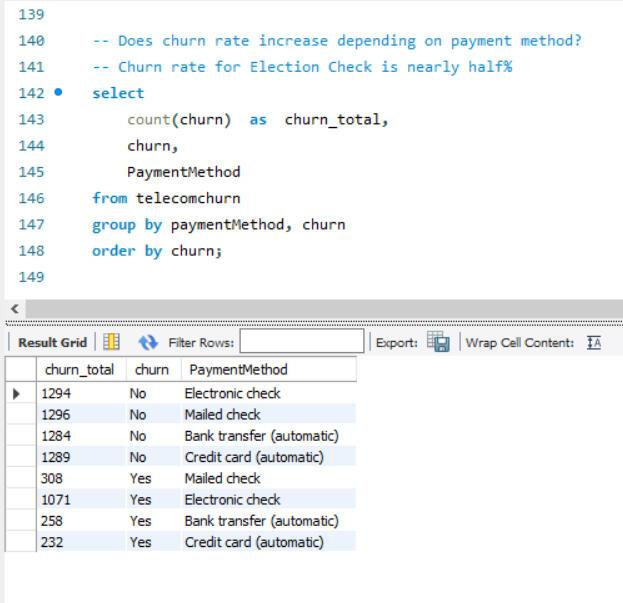 139
140 -- Does churn rate increase depending on payment method?
141 -- Churn rate for Election Check is nearly half%
142 select
143 count(churn) as churn_total,
144 churn,
145 PaymentMethod
146 from telecomchurn
147 group by paymentMethod, churn
148 order by churn;
149
Result Grid Filter Rows: Export: Wrap Cell Content:
churn_total churn PaymentMethod
1294 No Electronic check
1296 No Mailed check
1284 No Bank transfer (automatic)
1289 No Credit card (automatic)
308 Yes Mailed check
1071 Yes Electronic check
258 Yes Bank transfer (automatic)
232 Yes Credit card (automatic)